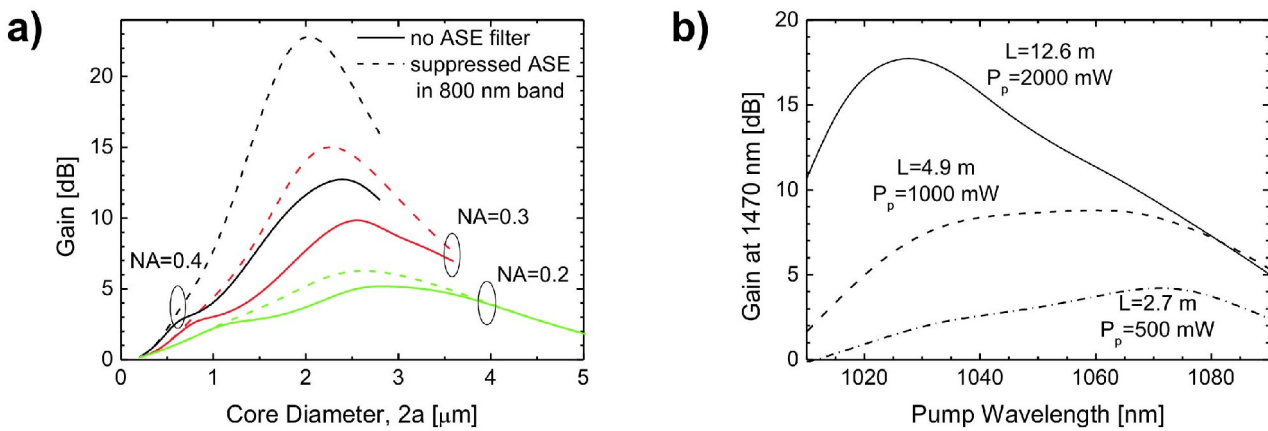 a)
no ASE filter
suppressed ASE
in 800 nm band
NA=0.4
NA=0.3
NA=0.2
Gain [dB]
20
15
10
5
0
0
1
2
3
4
5
Core Diameter, 2a [μm]
b)
L=12.6 m
Pp=2000 mW
L=4.9 m
Pp=1000 mW
L=2.7 m
Pp=500 mW
Gain at 1470 nm [dB]
20
15
10
5
0
1020
1040
1060
1080
Pump Wavelength [nm]